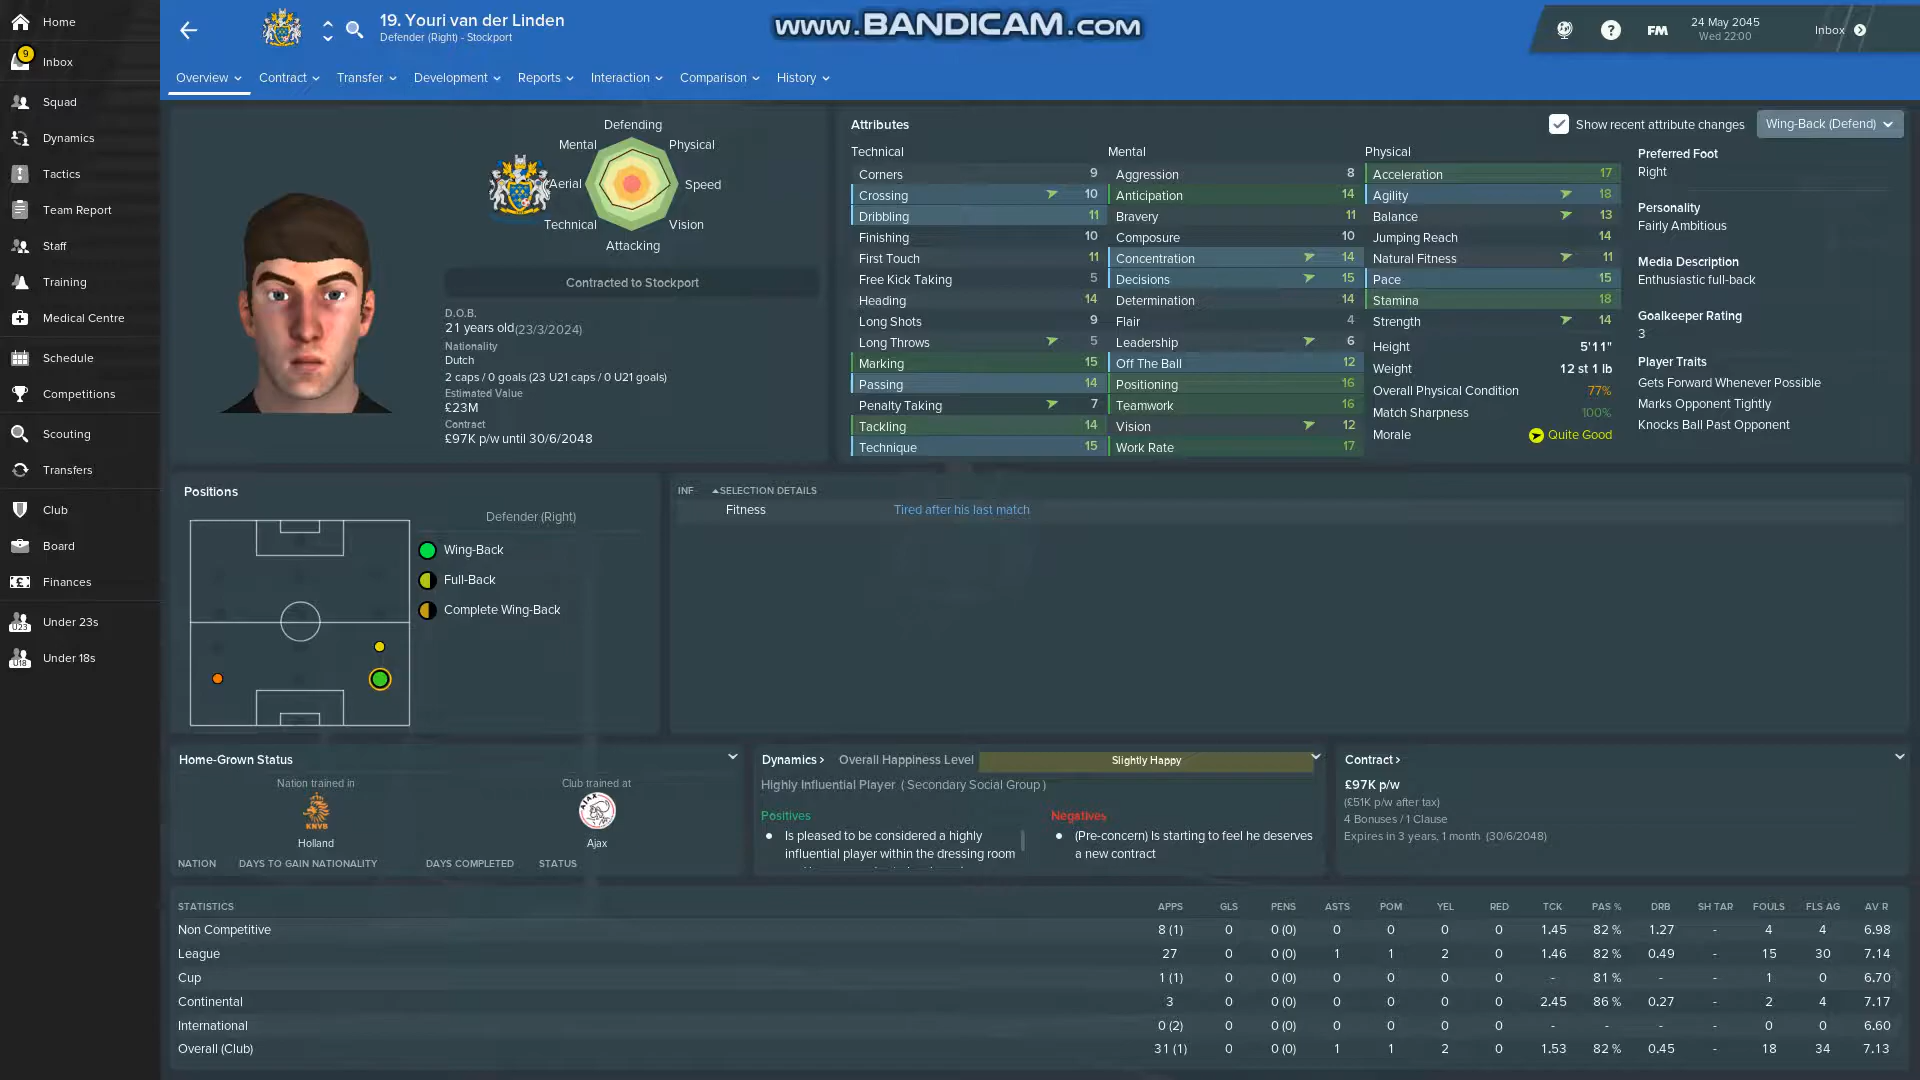 Home
9
Inbox
Squad
Dynamics
Tactics
Team Report
Staff
Training
Medical Centre
Schedule
Competitions
Scouting
Transfers
Club
Board
Finances
U23
Under 23s
U18
Under 18s
19. Youri van der Linden
Defender (Right) - Stockport
www.BANDICAM.com
?
FM
24 May 2045
Wed 22:00
Inbox
Overview
Contract
Transfer
Development
Reports
Interaction
Comparison
History
Defending
Mental
Physical
Aerial
Speed
Technical
Vision
Attacking
Contracted to Stockport
D.O.B.
21 years old (23/3/2024)
Nationality
Dutch
2 caps / 0 goals (23 U21 caps / 0 U21 goals)
Estimated Value
£23M
Contract
£97K p/w until 30/6/2048
Attributes
Show recent attribute changes
Wing-Back (Defend)
Technical
Corners 9
Crossing 10
Dribbling 11
Finishing 10
First Touch 11
Free Kick Taking 5
Heading 14
Long Shots 9
Long Throws 5
Marking 15
Passing 14
Penalty Taking 7
Tackling 14
Technique 15
Mental
Aggression 8
Anticipation 14
Bravery 11
Composure 10
Concentration 14
Decisions 15
Determination 14
Flair 4
Leadership 6
Off The Ball 12
Positioning 16
Teamwork 16
Vision 12
Work Rate 17
Physical
Acceleration 17
Agility 18
Balance 13
Jumping Reach 14
Natural Fitness 11
Pace 15
Stamina 18
Strength 14
Height 5'11"
Weight 12 st 1 lb
Overall Physical Condition 77%
Match Sharpness 100%
Morale Quite Good
Preferred Foot
Right
Personality
Fairly Ambitious
Media Description
Enthusiastic full-back
Goalkeeper Rating
3
Player Traits
Gets Forward Whenever Possible
Marks Opponent Tightly
Knocks Ball Past Opponent
Positions
Defender (Right)
Wing-Back
Full-Back
Complete Wing-Back
INF SELECTION DETAILS
Fitness Tired after his last match
Home-Grown Status
Nation trained in
KNVB
Holland
Club trained at
AJAX
Ajax
NATION DAYS TO GAIN NATIONALITY DAYS COMPLETED STATUS
Dynamics > Overall Happiness Level Slightly Happy
Highly Influential Player ( Secondary Social Group )
Positives
Is pleased to be considered a highly
influential player within the dressing room
Negatives
(Pre-concern) Is starting to feel he deserves
a new contract
Contract >
£97K p/w
(£51K p/w after tax)
4 Bonuses / 1 Clause
Expires in 3 years, 1 month (30/6/2048)
STATISTICS APPS GLS PENS ASTS POM YEL RED TCK PAS % DRB SH TAR FOULS FLS AG AV R
Non Competitive 8 (1) 0 0 (0) 0 0 0 0 1.45 82 % 1.27 - 4 4 6.98
League 27 0 0 (0) 1 1 2 0 1.46 82 % 0.49 - 15 30 7.14
Cup 1 (1) 0 0 (0) 0 0 0 0 - 81 % - - 1 0 6.70
Continental 3 0 0 (0) 0 0 0 0 2.45 86 % 0.27 - 2 4 7.17
International 0 (2) 0 0 (0) 0 0 0 0 - - - - 0 0 6.60
Overall (Club) 31 (1) 0 0 (0) 1 1 2 0 1.53 82 % 0.45 - 18 34 7.13